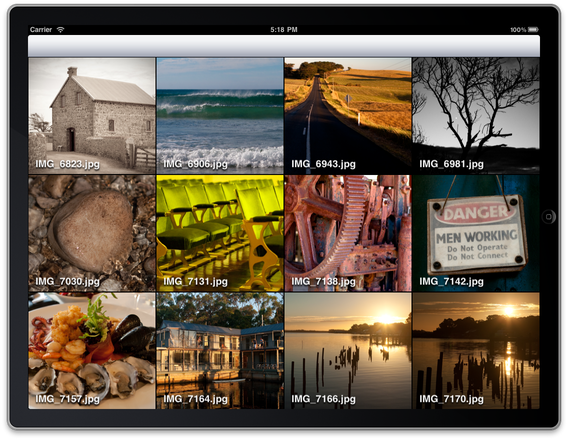 Carrier 5:18 PM 100%
IMG_6823.jpg IMG_6906.jpg IMG_6943.jpg IMG_6981.jpg
DANGER
MEN WORKING
Do Not Operate
Do Not Connect
IMG_7030.jpg IMG_7131.jpg IMG_7138.jpg IMG_7142.jpg
IMG_7157.jpg IMG_7164.jpg IMG_7166.jpg IMG_7170.jpg